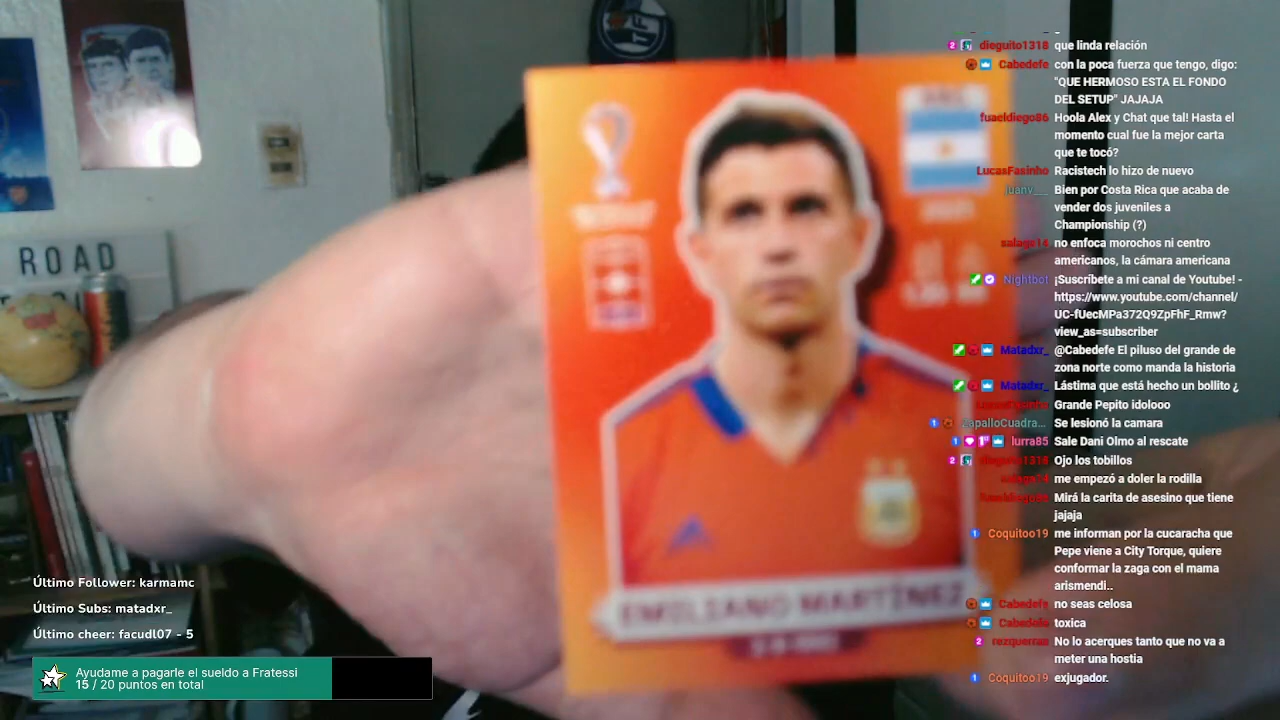 ROAD
EMILIANO MARTÍNEZ
dieguito1318 que linda relación
Cabedefe con la poca fuerza que tengo, digo:
"QUE HERMOSO ESTA EL FONDO
DEL SETUP" JAJAJA
fuaeldiego86 Hoola Alex y Chat que tal! Hasta el
momento cual fue la mejor carta
que te tocó?
LucasFasinho Racistech lo hizo de nuevo
juanv___ Bien por Costa Rica que acaba de
vender dos juveniles a
Championship (?)
salags14 no enfoca morochos ni centro
americanos, la cámara americana
Nightbot ¡Suscríbete a mi canal de Youtube! -
https://www.youtube.com/channel/
UC-fUecMPa372Q9ZpFhF_Rmw?
view_as=subscriber
Matadxr_ @Cabedefe El piluso del grande de
zona norte como manda la historia
Matadxr_ Lástima que está hecho un bollito ¿
LucasFasinho Grande Pepito idolooo
ZapalloCuadra... Se lesionó la camara
lurra85 Sale Dani Olmo al rescate
dieguito1318 Ojo los tobillos
salags14 me empezó a doler la rodilla
fuaeldiego86 Mirá la carita de asesino que tiene
jajaja
Coquitoo19 me informan por la cucaracha que
Pepe viene a City Torque, quiere
conformar la zaga con el mama
arismendi..
Cabedefe no seas celosa
Cabedefe toxica
rezquerraz No lo acerques tanto que no va a
meter una hostia
Coquitoo19 exjugador.
Último Follower: karmamc
Último Subs: matadxr_
Último cheer: facudl07 - 5
Ayudame a pagarle el sueldo a Fratessi
15 / 20 puntos en total